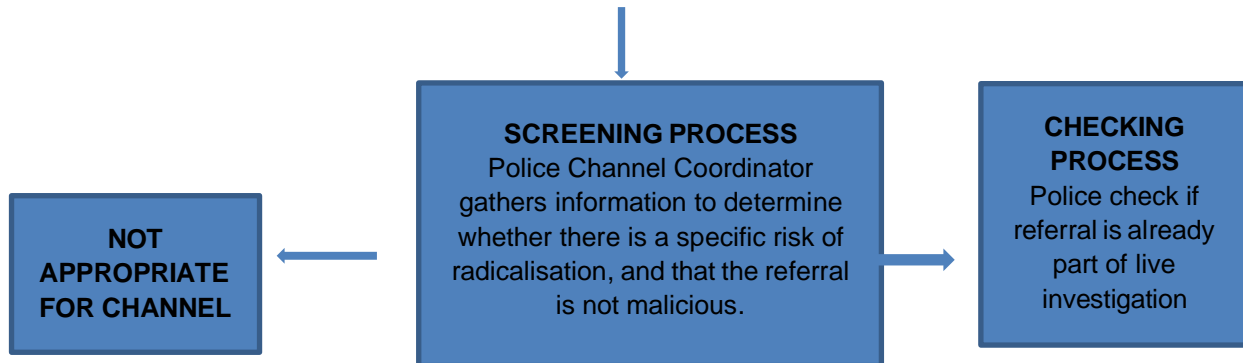 SCREENING PROCESS
Police Channel Coordinator
gathers information to determine
whether there is a specific risk of
radicalisation, and that the referral
is not malicious.
CHECKING
PROCESS
Police check if
referral is already
part of live
investigation
NOT
APPROPRIATE
FOR CHANNEL